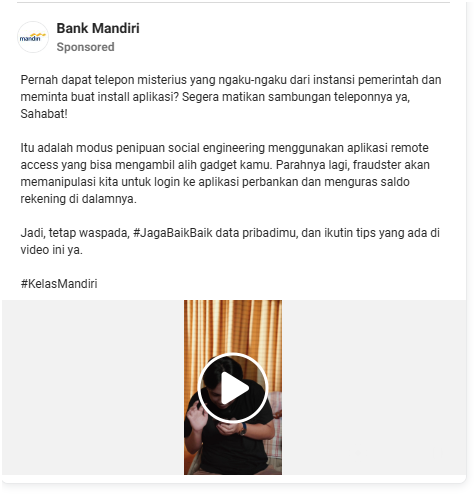 Bank Mandiri
Sponsored
mandiri
Pernah dapat telepon misterius yang ngaku-ngaku dari instansi pemerintah dan
meminta buat install aplikasi? Segera matikan sambungan teleponnya ya,
Sahabat!
Itu adalah modus penipuan social engineering menggunakan aplikasi remote
access yang bisa mengambil alih gadget kamu. Parahnya lagi, fraudster akan
memanipulasi kita untuk login ke aplikasi perbankan dan menguras saldo
rekening di dalamnya.
Jadi, tetap waspada, #JagaBaikBaik data pribadimu, dan ikutin tips yang ada di
video ini ya.
#KelasMandiri